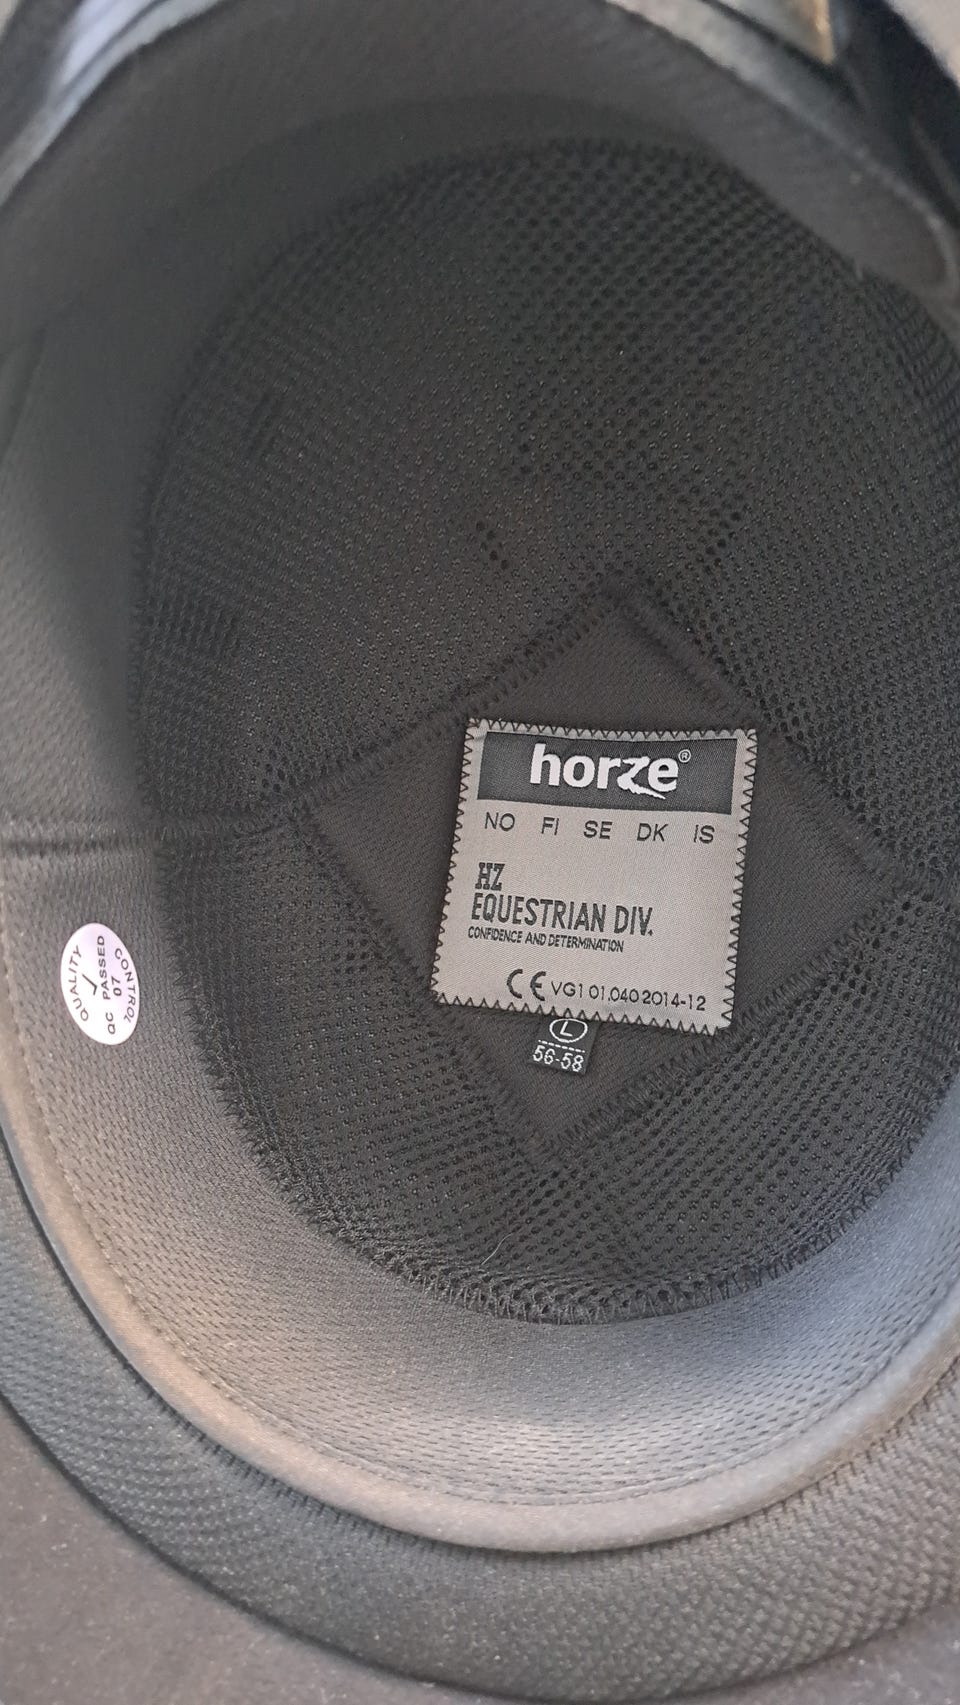 horze®
NO FI SE DK IS
HZ
EQUESTRIAN DIV.
CONFIDENCE AND DETERMINATION
CE VG1 01.040 2014-12
L
56-58
QUALITY CONTROL
✓
QC PASSED
07